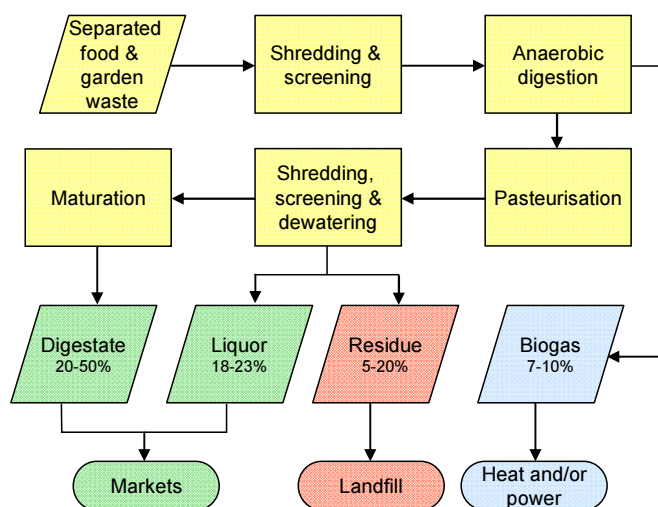 Separated
food &
garden
waste
Shredding &
screening
Anaerobic
digestion
Maturation
Shredding,
screening &
dewatering
Pasteurisation
Digestate
20-50%
Liquor
18-23%
Residue
5-20%
Biogas
7-10%
Markets
Landfill
Heat and/or
power